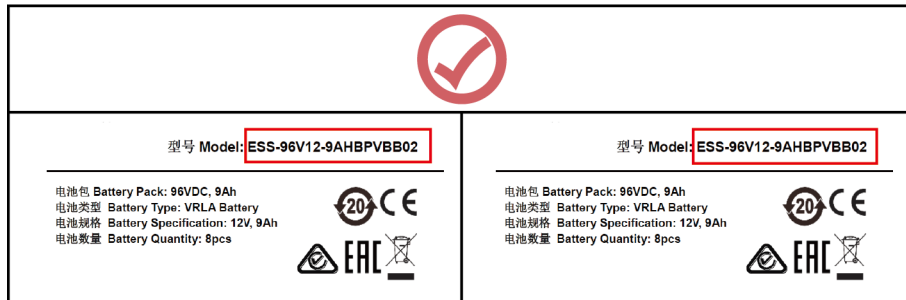 型号 Model: ESS-96V12-9AHBPVBB02
电池包 Battery Pack: 96VDC, 9Ah
电池类型 Battery Type: VRLA Battery
电池规格 Battery Specification: 12V, 9Ah
电池数量 Battery Quantity: 8pcs
20
CE
EAC
型号 Model: ESS-96V12-9AHBPVBB02
电池包 Battery Pack: 96VDC, 9Ah
电池类型 Battery Type: VRLA Battery
电池规格 Battery Specification: 12V, 9Ah
电池数量 Battery Quantity: 8pcs
20
CE
EAC